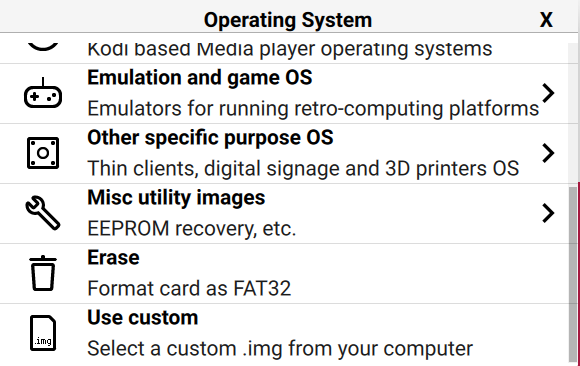 Operating System X
Kodi based Media player operating systems
Emulation and game OS
Emulators for running retro-computing platforms
Other specific purpose OS
Thin clients, digital signage and 3D printers OS
Misc utility images
EEPROM recovery, etc.
Erase
Format card as FAT32
Use custom
.img
Select a custom .img from your computer